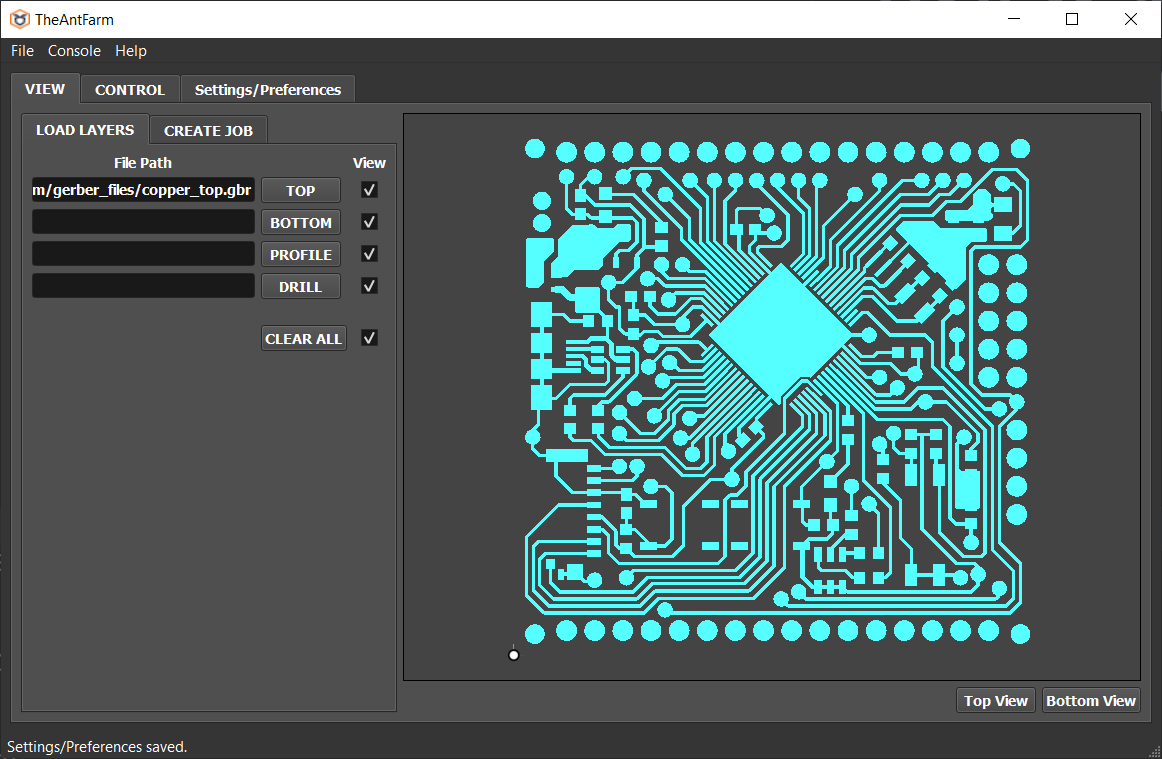 TheAntFarm
File Console Help
VIEW CONTROL Settings/Preferences
LOAD LAYERS CREATE JOB
File Path View
m/gerber_files/copper_top.gbr TOP
BOTTOM
PROFILE
DRILL
CLEAR ALL
Top View Bottom View
Settings/Preferences saved.